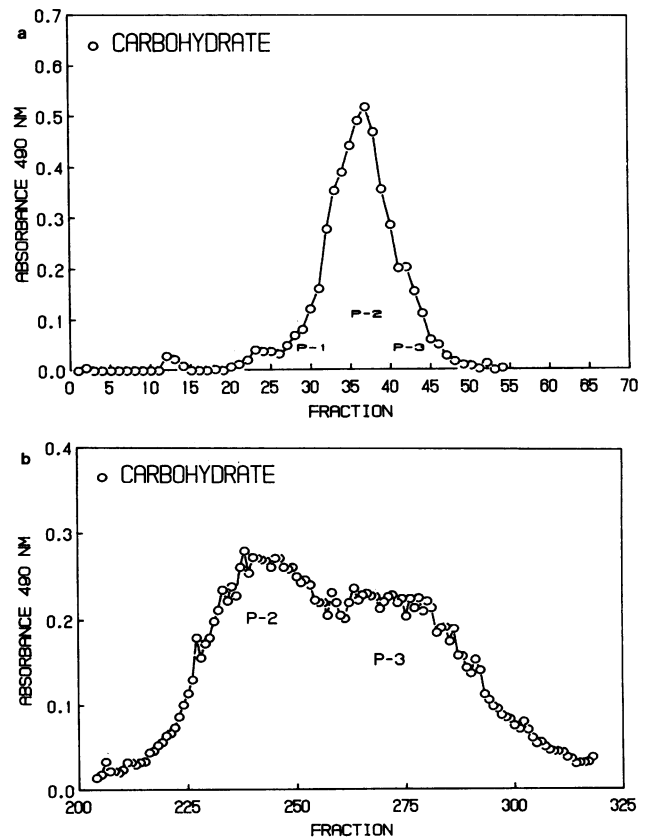 a
0.7
0.6
0.5
0.4
0.3
0.2
0.1
0.0
ABSORBANCE 490 NM
CARBOHYDRATE
P-1
P-2
P-3
0 5 10 15 20 25 30 35 40 45 50 55 60 65 70
FRACTION
b
0.4
0.3
0.2
0.1
0.0
ABSORBANCE 490 NM
CARBOHYDRATE
P-2
P-3
200 225 250 275 300 325
FRACTION